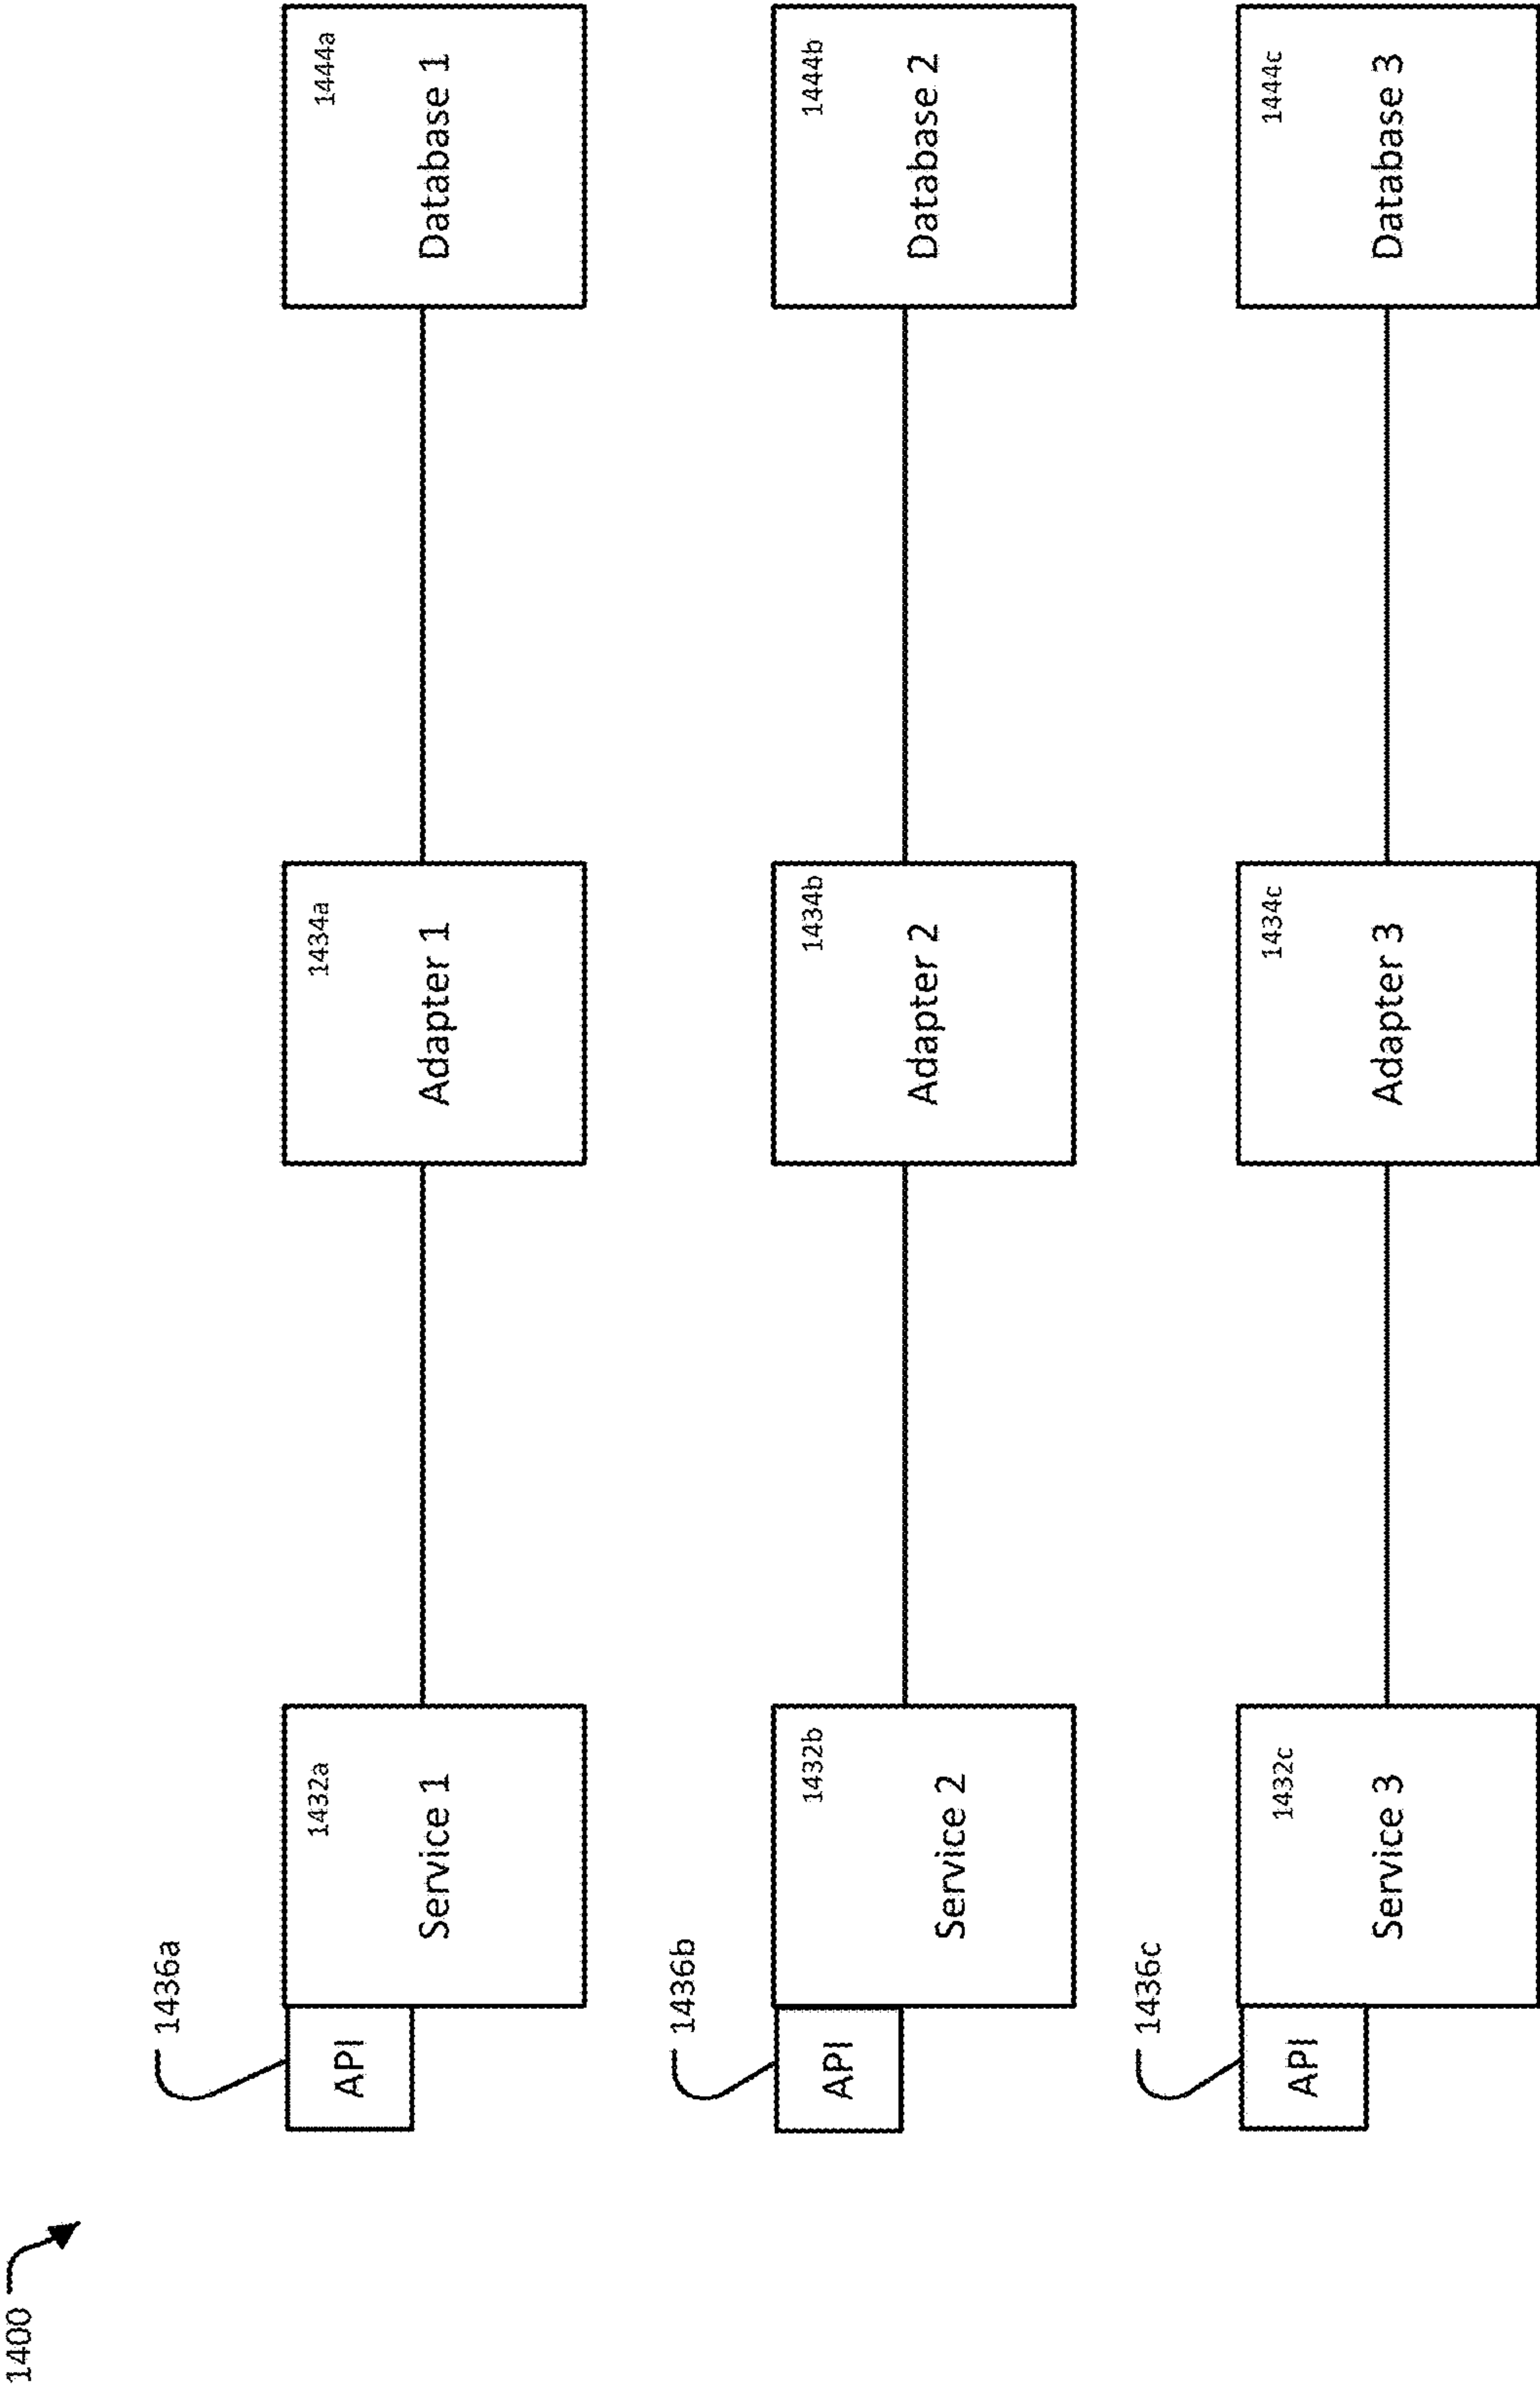 1400
1436a
API
1432a
Service 1
1434a
Adapter 1
1444a
Database 1
1436b
API
1432b
Service 2
1434b
Adapter 2
1444b
Database 2
1436c
API
1432c
Service 3
1434c
Adapter 3
1444c
Database 3